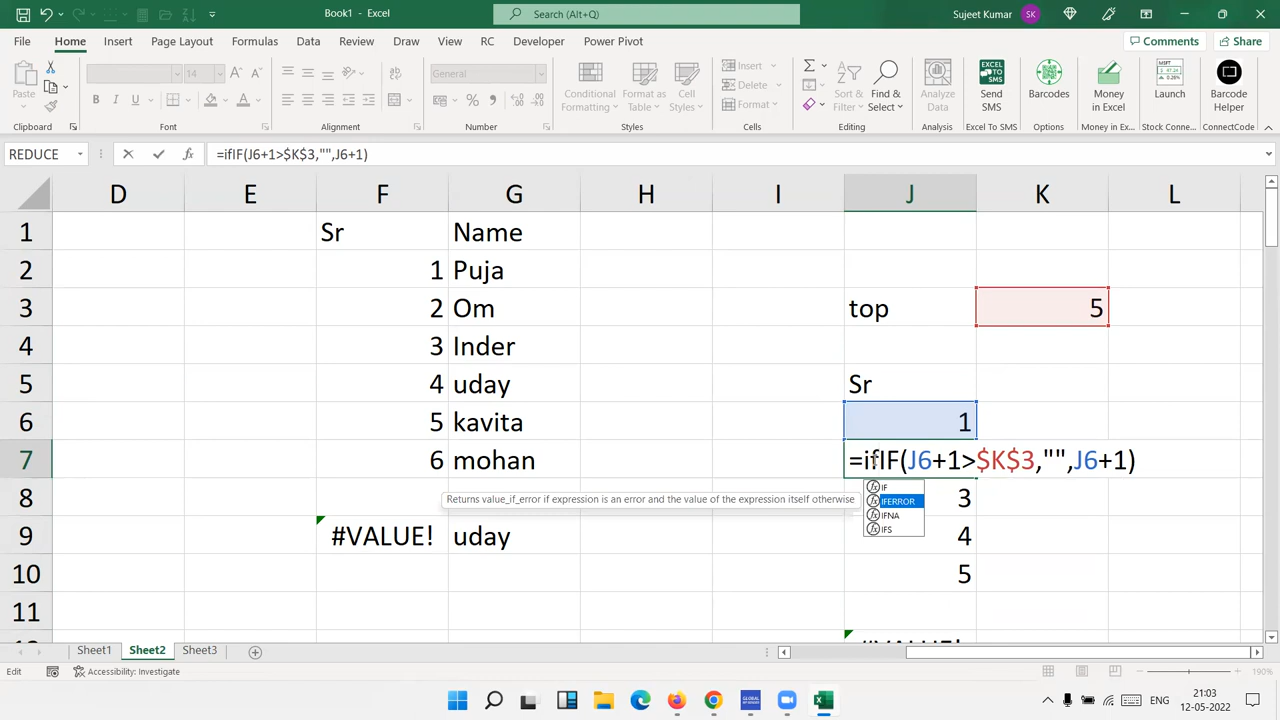 Book1 - Excel
Search (Alt+Q)
Sujeet Kumar
SK
File Home Insert Page Layout Formulas Data Review View Draw RC Developer Power Pivot
Comments
Share
Paste
14
General
Conditional Formatting
Format as Table
Cell Styles
Insert
Delete
Format
Sort & Filter
Find & Select
Analyze Data
Send SMS
Barcodes
Money in Excel
Launch
Barcode Helper
Clipboard Font Alignment Number Styles Cells Editing Analysis Excel To SMS Options Money in Ex... Stock Connec... ConnectCode
REDUCE
=ifIF(J6+1>$K$3,"",J6+1)
D E F G H I J K L
1 Sr Name
2 1 Puja
3 2 Om top 5
4 3 Inder
5 4 uday Sr
6 5 kavita 1
7 6 mohan =ifIF(J6+1>$K$3,"",J6+1)
IF
IFERROR
IFNA
IFS
Returns value_if_error if expression is an error and the value of the expression itself otherwise
8 3
9 #VALUE! uday 4
10 5
11
Sheet1 Sheet2 Sheet3
Edit
Accessibility: Investigate
190%
ENG
21:03
12-05-2022